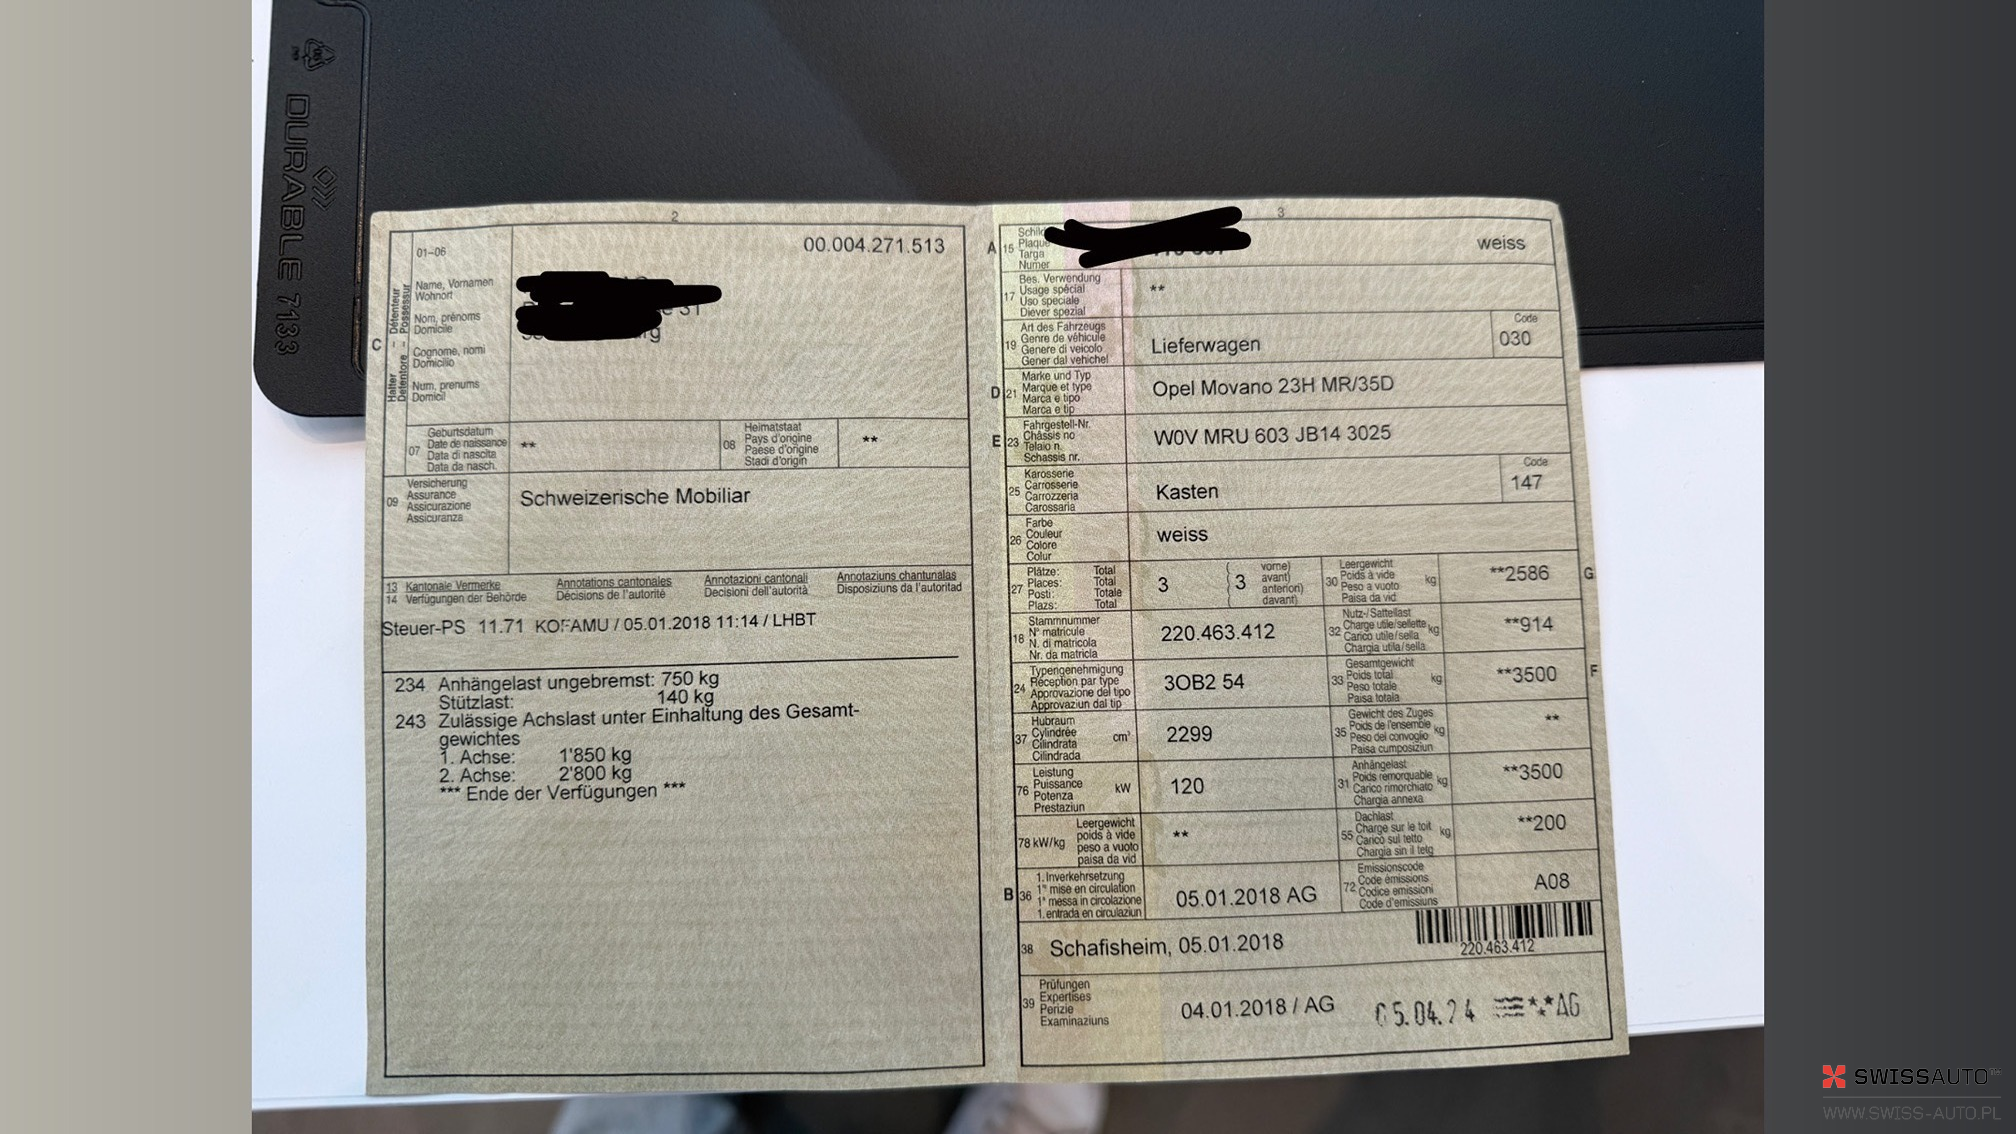 DURABLE 7133
2
01-06
00.004.271.513
C
Halter – Détenteur
Détentore – Possessur
Name, Vornamen
Wohnort
Nom, prénoms
Domicile
Cognome, nomi
Domicilio
Num, prenums
Domicil
e 31
rg
07
Geburtsdatum
Date de naissance
Data di nascita
Data da nasch.
**
08
Heimatstaat
Pays d'origine
Paese d'origine
Stadi d'origin
**
09
Versicherung
Assurance
Assicurazione
Assicuranza
Schweizerische Mobiliar
13 Kantonale Vermerke Annotations cantonales Annotazioni cantonali Annotaziuns chantunalas
14 Verfügungen der Behörde Décisions de l'autorité Decisioni dell'autorità Disposiziuns da l'autoritad
Steuer-PS 11.71 KOFAMU / 05.01.2018 11:14 / LHBT
234 Anhängelast ungebremst: 750 kg
Stützlast: 140 kg
243 Zulässige Achslast unter Einhaltung des Gesamt-
gewichtes
1. Achse: 1'850 kg
2. Achse: 2'800 kg
*** Ende der Verfügungen ***
3
A 15
Schild
Plaque
Targa
Numer
weiss
17
Bes. Verwendung
Usage spécial
Uso speciale
Diever spezial
**
19
Art des Fahrzeugs
Genre de véhicule
Genere di veicolo
Gener dal vehichel
Lieferwagen
Code
030
D 21
Marke und Typ
Marque et type
Marca e tipo
Marca e tip
Opel Movano 23H MR/35D
E 23
Fahrgestell-Nr.
Châssis no
Telaio n.
Schassis nr.
W0V MRU 603 JB14 3025
25
Karosserie
Carrosserie
Carrozzeria
Carossaria
Kasten
Code
147
26
Farbe
Couleur
Colore
Colur
weiss
27
Plätze: Total
Places: Total
Posti: Totale
Plazs: Total
3
3
vorne)
avant)
anteriori)
davant)
30
Leergewicht
Poids à vide
Peso a vuoto
Paisa da vid
kg
**2586
G
18
Stammnummer
N° matricule
N. di matricola
Nr. da matricla
220.463.412
32
Nutz-/Sattellast
Charge utile/sellette
Carico utile/sella
Chargia utila/sella
kg
**914
24
Typengenehmigung
Réception par type
Approvazione del tipo
Approvaziun dal tip
3OB2 54
33
Gesamtgewicht
Poids total
Peso totale
Paisa totala
kg
**3500
F
37
Hubraum
Cylindrée
Cilindrata
Cilindrada
cm³
2299
35
Gewicht des Zuges
Poids de l'ensemble
Peso del convoglio
Paisa cumposiziun
kg
**
76
Leistung
Puissance
Potenza
Prestaziun
kW
120
31
Anhängelast
Poids remorquable
Carico rimorchiato
Chargia annexa
kg
**3500
78 kW/kg
Leergewicht
poids à vide
peso a vuoto
paisa da vid
**
55
Dachlast
Charge sur le toit
Carico sul tetto
Chargia sin il tetg
kg
**200
B 36
1. Inverkehrsetzung
1re mise en circulation
1a messa in circolazione
1. entrada en circulaziun
05.01.2018 AG
72
Emissionscode
Code émissions
Codice emissioni
Code d'emissiuns
A08
38 Schafisheim, 05.01.2018
220.463.412
39
Prüfungen
Expertises
Perizie
Examinaziuns
04.01.2018 / AG
05.04.24
AG
SWISSAUTO
WWW.SWISS-AUTO.PL